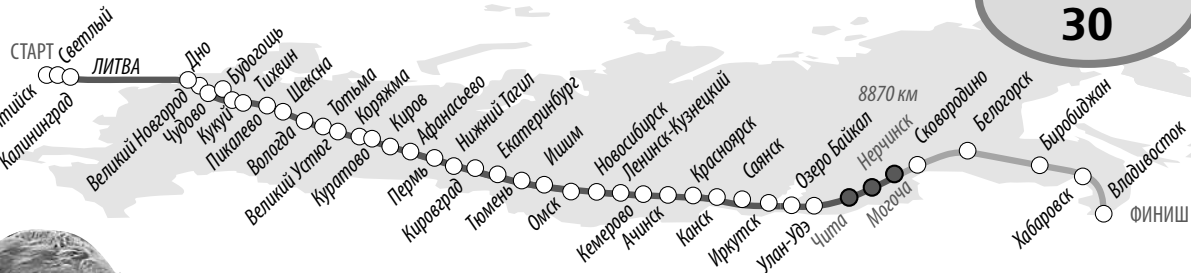 30
СТАРТ
Светлый
Калининград
ЛИТВА
Дно
Великий Новгород
Чудово
Будогощь
Кукуй
Тихвин
Пикалево
Шексна
Вологда
Тотьма
Великий Устюг
Коряжма
Куратово
Киров
Афанасьево
Пермь
Нижний Тагил
Кировград
Екатеринбург
Тюмень
Ишим
Омск
Новосибирск
Ленинск-Кузнецкий
Кемерово
Ачинск
Красноярск
Канск
Саянск
Иркутск
Озеро Байкал
Улан-Удэ
Чита
8870 км
Нерчинск
Могоча
Сковородино
Белогорск
Биробиджан
Хабаровск
Владивосток
ФИНИШ